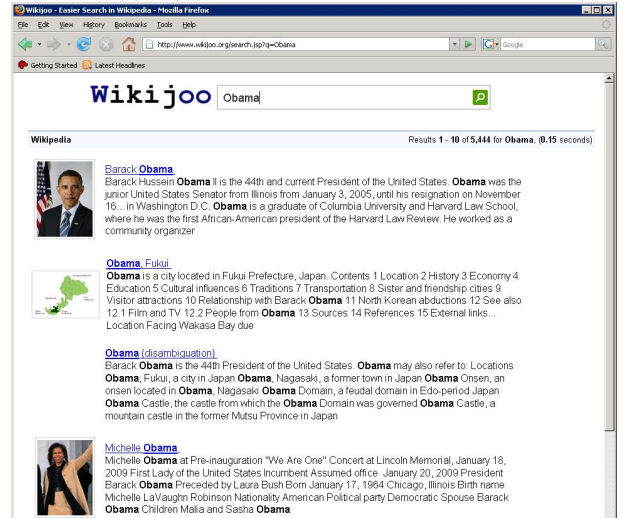 Wikijoo - Easier Search in Wikipedia - Mozilla Firefox
File Edit View History Bookmarks Tools Help
http://www.wikijoo.org/search.jsp?q=Obama
Google
Getting Started Latest Headlines
Wikijoo Obama
Wikipedia Results 1 - 10 of 5,444 for Obama. (0.15 seconds)
Barack Obama
Barack Hussein Obama II is the 44th and current President of the United States. Obama was the
junior United States Senator from Illinois from January 3, 2005, until his resignation on November
16... in Washington D.C. Obama is a graduate of Columbia University and Harvard Law School,
where he was the first African-American president of the Harvard Law Review. He worked as a
community organizer
Obama, Fukui
Obama is a city located in Fukui Prefecture, Japan. Contents 1 Location 2 History 3 Economy 4
Education 5 Cultural influences 6 Traditions 7 Transportation 8 Sister and friendship cities 9
Visitor attractions 10 Relationship with Barack Obama 11 North Korean abductions 12 See also
12.1 Film and TV 12.2 People from Obama 13 Sources 14 References 15 External links...
Location Facing Wakasa Bay due
Obama (disambiguation)
Barack Obama is the 44th President of the United States. Obama may also refer to: Locations
Obama, Fukui, a city in Japan Obama, Nagasaki, a former town in Japan Obama Onsen, an
onsen located in Obama, Nagasaki Obama Domain, a feudal domain in Edo-period Japan
Obama Castle, the castle from which the Obama Domain was governed Obama Castle, a
mountain castle in the former Mutsu Province in Japan
Michelle Obama
Michelle Obama at Pre-inauguration "We Are One" Concert at Lincoln Memorial, January 18,
2009 First Lady of the United States Incumbent Assumed office January 20, 2009 President
Barack Obama Preceded by Laura Bush Born January 17, 1964 Chicago, Illinois Birth name
Michelle LaVaughn Robinson Nationality American Political party Democratic Spouse Barack
Obama Children Malia and Sasha Obama